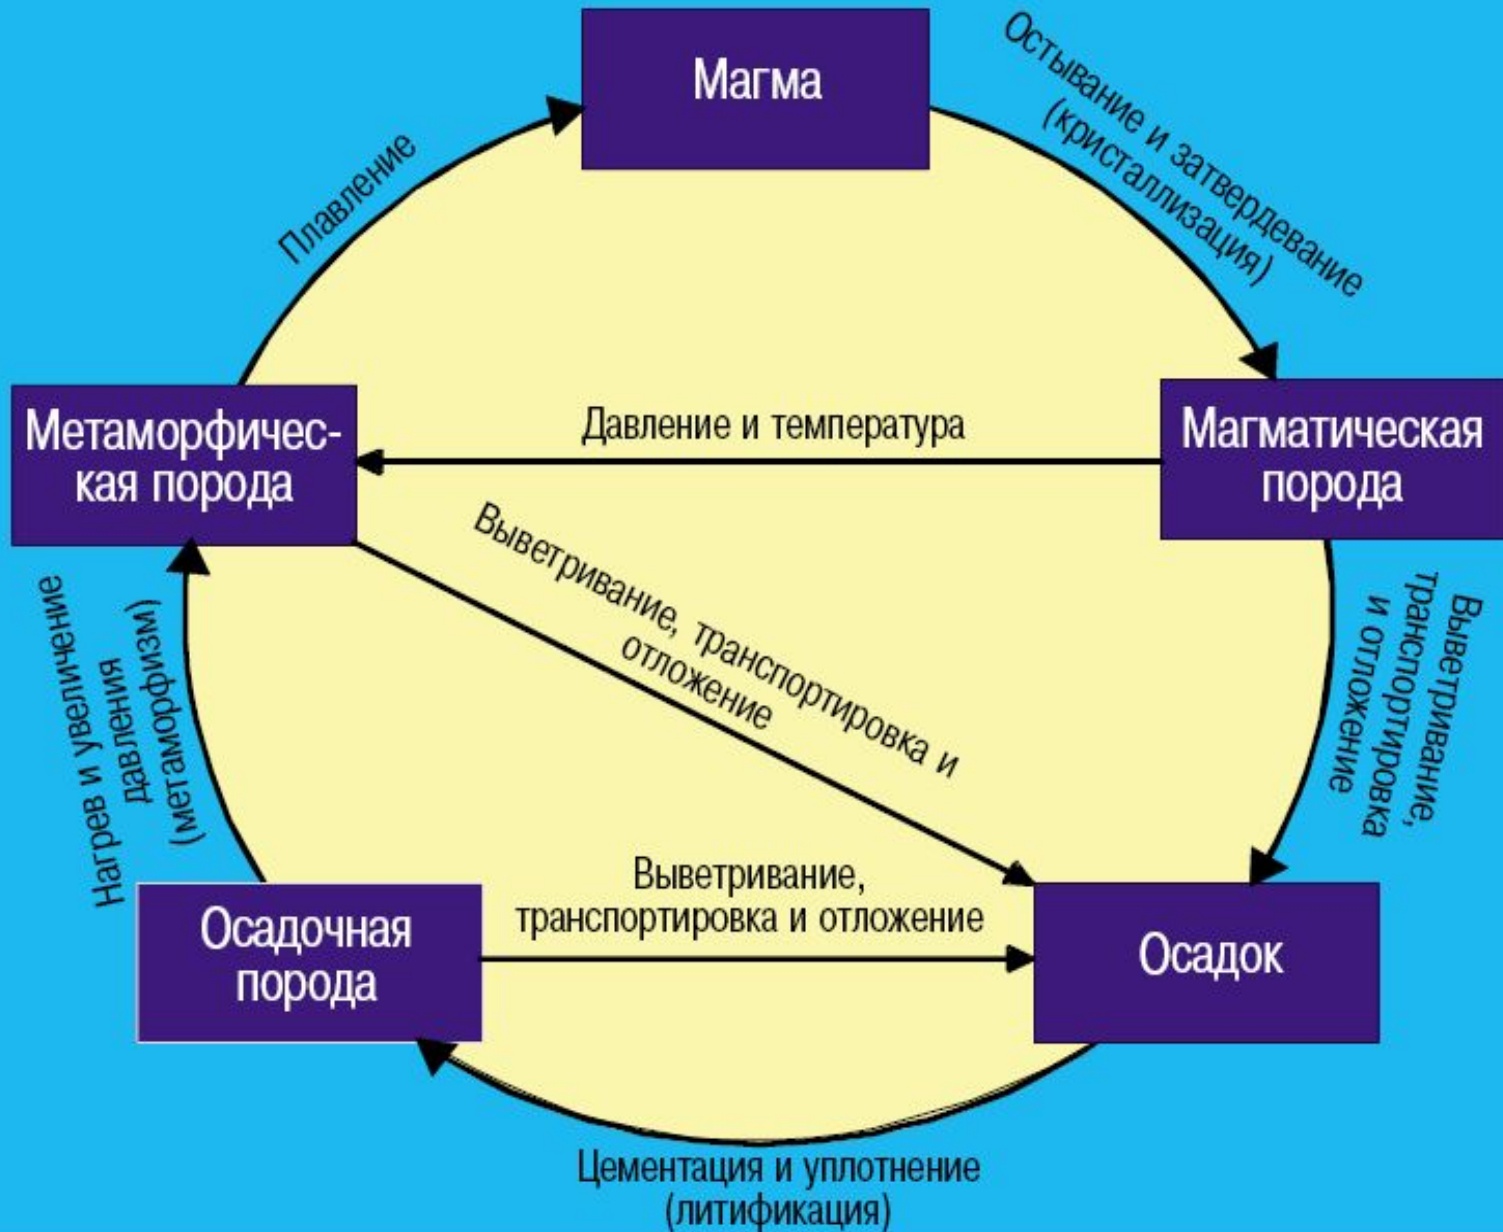 Магма
Остывание и затвердевание
(кристаллизация)
Плавление
Метаморфичес-
кая порода
Давление и температура
Магматическая
порода
Выветривание, транспортировка и
отложение
Выветривание,
транспортировка
и отложение
Нагрев и увеличение
давления
(метаморфизм)
Осадочная
порода
Выветривание,
транспортировка и отложение
Осадок
Цементация и уплотнение
(литификация)